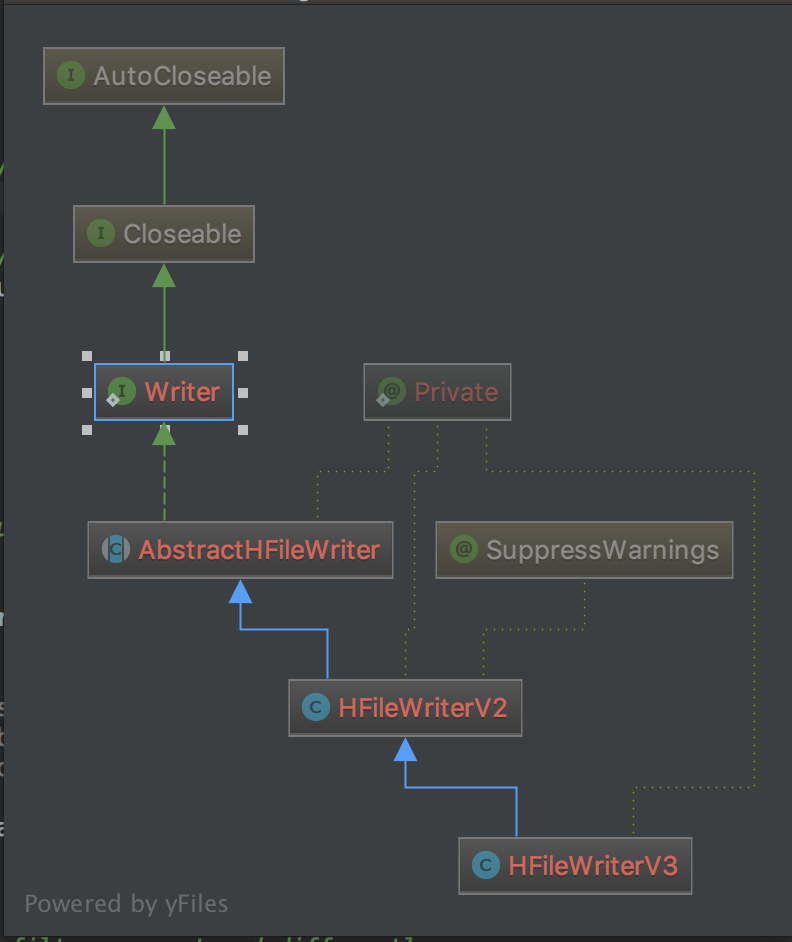 AutoCloseable
Closeable
Writer
Private
AbstractHFileWriter
SuppressWarnings
HFileWriterV2
HFileWriterV3
Powered by yFiles